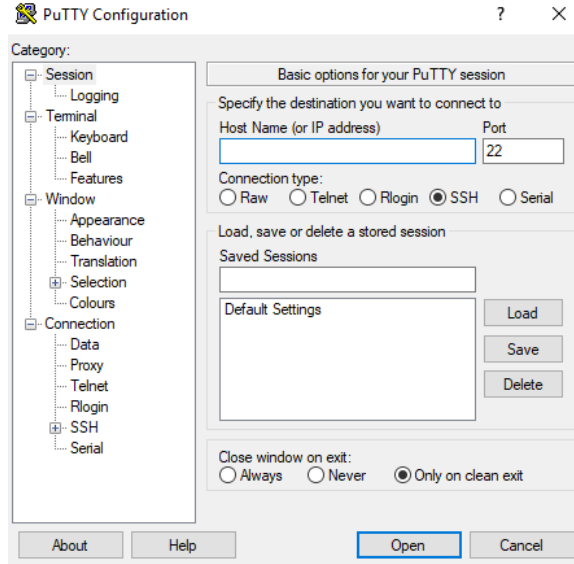 PuTTY Configuration
Category:
Session
Logging
Terminal
Keyboard
Bell
Features
Window
Appearance
Behaviour
Translation
Selection
Colours
Connection
Data
Proxy
Telnet
Rlogin
SSH
Serial
Basic options for your PuTTY session
Specify the destination you want to connect to
Host Name (or IP address) Port
22
Connection type:
Raw Telnet Rlogin SSH Serial
Load, save or delete a stored session
Saved Sessions
Default Settings
Load
Save
Delete
Close window on exit:
Always Never Only on clean exit
About Help Open Cancel